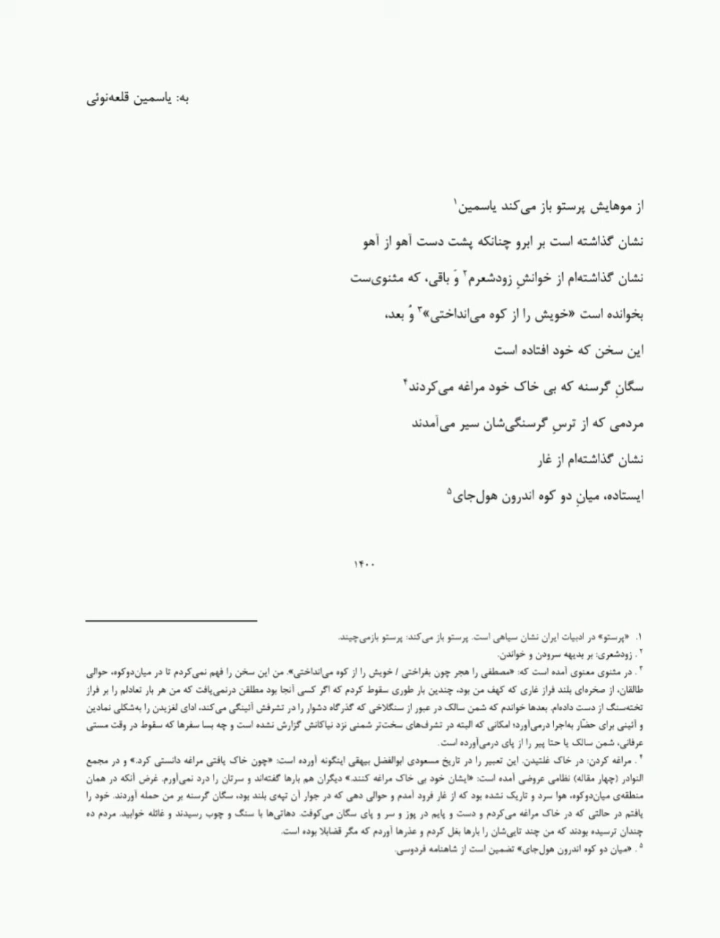 به: یاسمین قلعه‌نوئی
از موهایش پرستو باز می‌کند یاسمین۱
نشان گذاشته است بر ابرو چنانکه پشت دست آهو از آهو
نشان گذاشته‌ام از خوانشِ زودشعرم۲ وَ باقی، که مثنوی‌ست
بخوانده است «خویش را از کوه می‌انداختی»۳ وُ بعد،
این سخن که خود افتاده است
سگانِ گرسنه که بی خاک خود مراغه می‌کردند۴
مردمی که از ترسِ گرسنگی‌شان سیر می‌آمدند
نشان گذاشته‌ام از غار
ایستاده، میانِ دو کوه اندرون هول‌جای۵
۱۴۰۰
۱. «پرستو» در ادبیات ایران نشان سیاهی است. پرستو باز می‌کند: پرستو بازمی‌چیند.
۲. زودشعری: بر بدیهه سرودن و خواندن.
۳. در مثنوی معنوی آمده است که: «مصطفی را هجر چون بفراختی / خویش را از کوه می‌انداختی». من این سخن را فهم نمی‌کردم تا در میان‌دوکوه، حوالی
طالقان، از صخره‌ای بلند فراز غاری که کهف من بود، چندین بار طوری سقوط کردم که اگر کسی آنجا بود مطلقن درنمی‌یافت که من هر بار تعادلم را بر فراز
تخته‌سنگ از دست داده‌ام. بعدها خواندم که شمن سالک در عبور از سنگلاخی که گذرگاه دشوار را در تشرفش آئینگی می‌کند، ادای لغزیدن را به‌شکلی نمادین
و آئینی برای حضّار به‌اجرا درمی‌آورد؛ امکانی که البته در تشرف‌های سخت‌تر شمنی نزد نیاکانش گزارش نشده است و چه بسا سفرها که سقوط در وقت مستی
عرفانی، شمن سالک یا حتا پیر را از پای درمی‌آورده است.
۴. مراغه کردن: در خاک غلتیدن. این تعبیر را در تاریخ مسعودی ابوالفضل بیهقی اینگونه آورده است: «چون خاک یافتی مراغه دانستی کرد.» و در مجمع
النوادر (چهار مقاله) نظامی عروضی آمده است: «ایشان خود بی خاک مراغه کنند.» دیگران هم بارها گفته‌اند و سرتان را درد نمی‌آورم. غرض آنکه در همان
منطقه‌ی میان‌دوکوه، هوا سرد و تاریک نشده بود که از غار فرود آمدم و حوالی دهی که در جوار آن تپه‌ی بلند بود، سگان گرسنه بر من حمله آوردند. خود را
یافتم در حالتی که در خاک مراغه می‌کردم و دست و پایم در پوز و سر و پای سگان می‌کوفت. دهاتی‌ها با سنگ و چوب رسیدند و غائله خوابید. مردم ده
چندان ترسیده بودند که من چند تایی‌شان را بارها بغل کردم و عذرها آوردم که مگر قضابلا بوده است.
۵. «میان دو کوه اندرون هول‌جای» تضمین است از شاهنامه فردوسی.